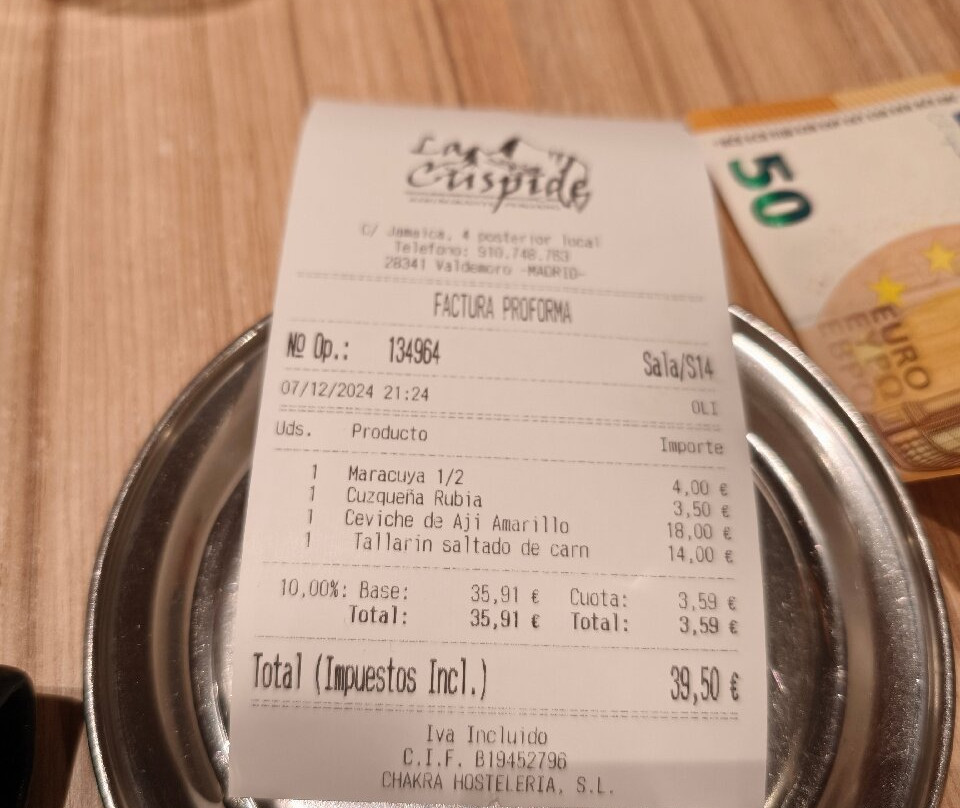 La Cúspide
C/ Jamaica, 4 posterior local
Telefono: 910.748.763
28341 Valdemoro -MADRID-
FACTURA PROFORMA
Nº Op.: 134964 Sala/S14
07/12/2024 21:24 OLI
Uds. Producto Importe
1 Maracuya 1/2 4,00 €
1 Cuzqueña Rubia 3,50 €
1 Ceviche de Aji Amarillo 18,00 €
1 Tallarin saltado de carn 14,00 €
10,00%: Base: 35,91 € Cuota: 3,59 €
Total: 35,91 € Total: 3,59 €
Total (Impuestos Incl.) 39,50 €
Iva Incluido
C.I.F. B19452796
CHAKRA HOSTELERIA, S.L.
50
EURO
ΕΥΡΩ
ЕВРО